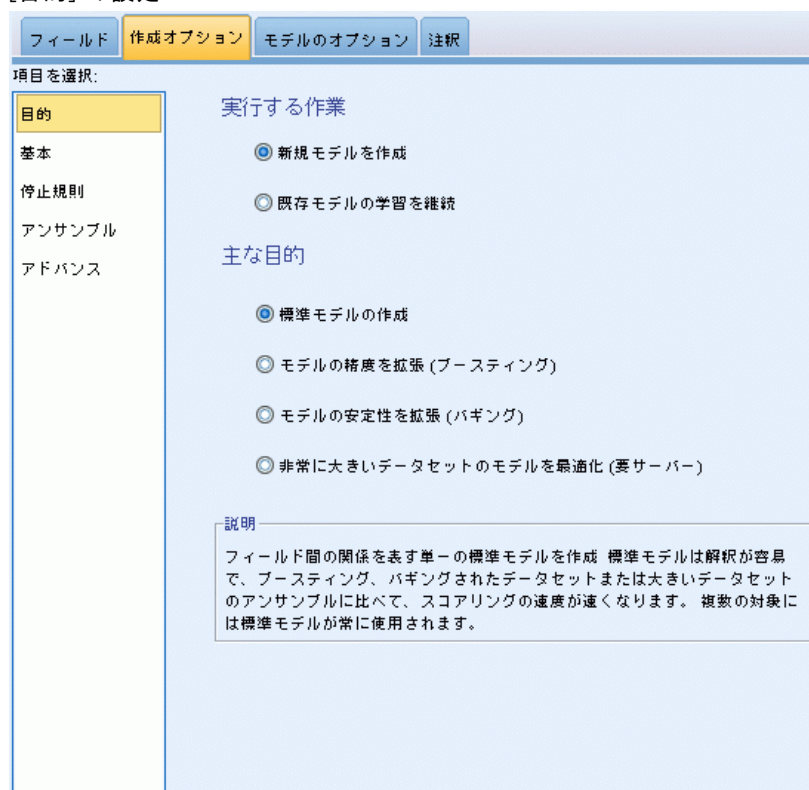 フィールド 作成オプション モデルのオプション 注釈
項目を選択:
目的
基本
停止規則
アンサンブル
アドバンス
実行する作業
新規モデルを作成
既存モデルの学習を継続
主な目的
標準モデルの作成
モデルの精度を拡張 (ブースティング)
モデルの安定性を拡張 (バギング)
非常に大きいデータセットのモデルを最適化 (要サーバー)
説明
フィールド間の関係を表す単一の標準モデルを作成 標準モデルは解釈が容易
で、ブースティング、バギングされたデータセットまたは大きいデータセット
のアンサンブルに比べて、スコアリングの速度が速くなります。 複数の対象に
は標準モデルが常に使用されます。